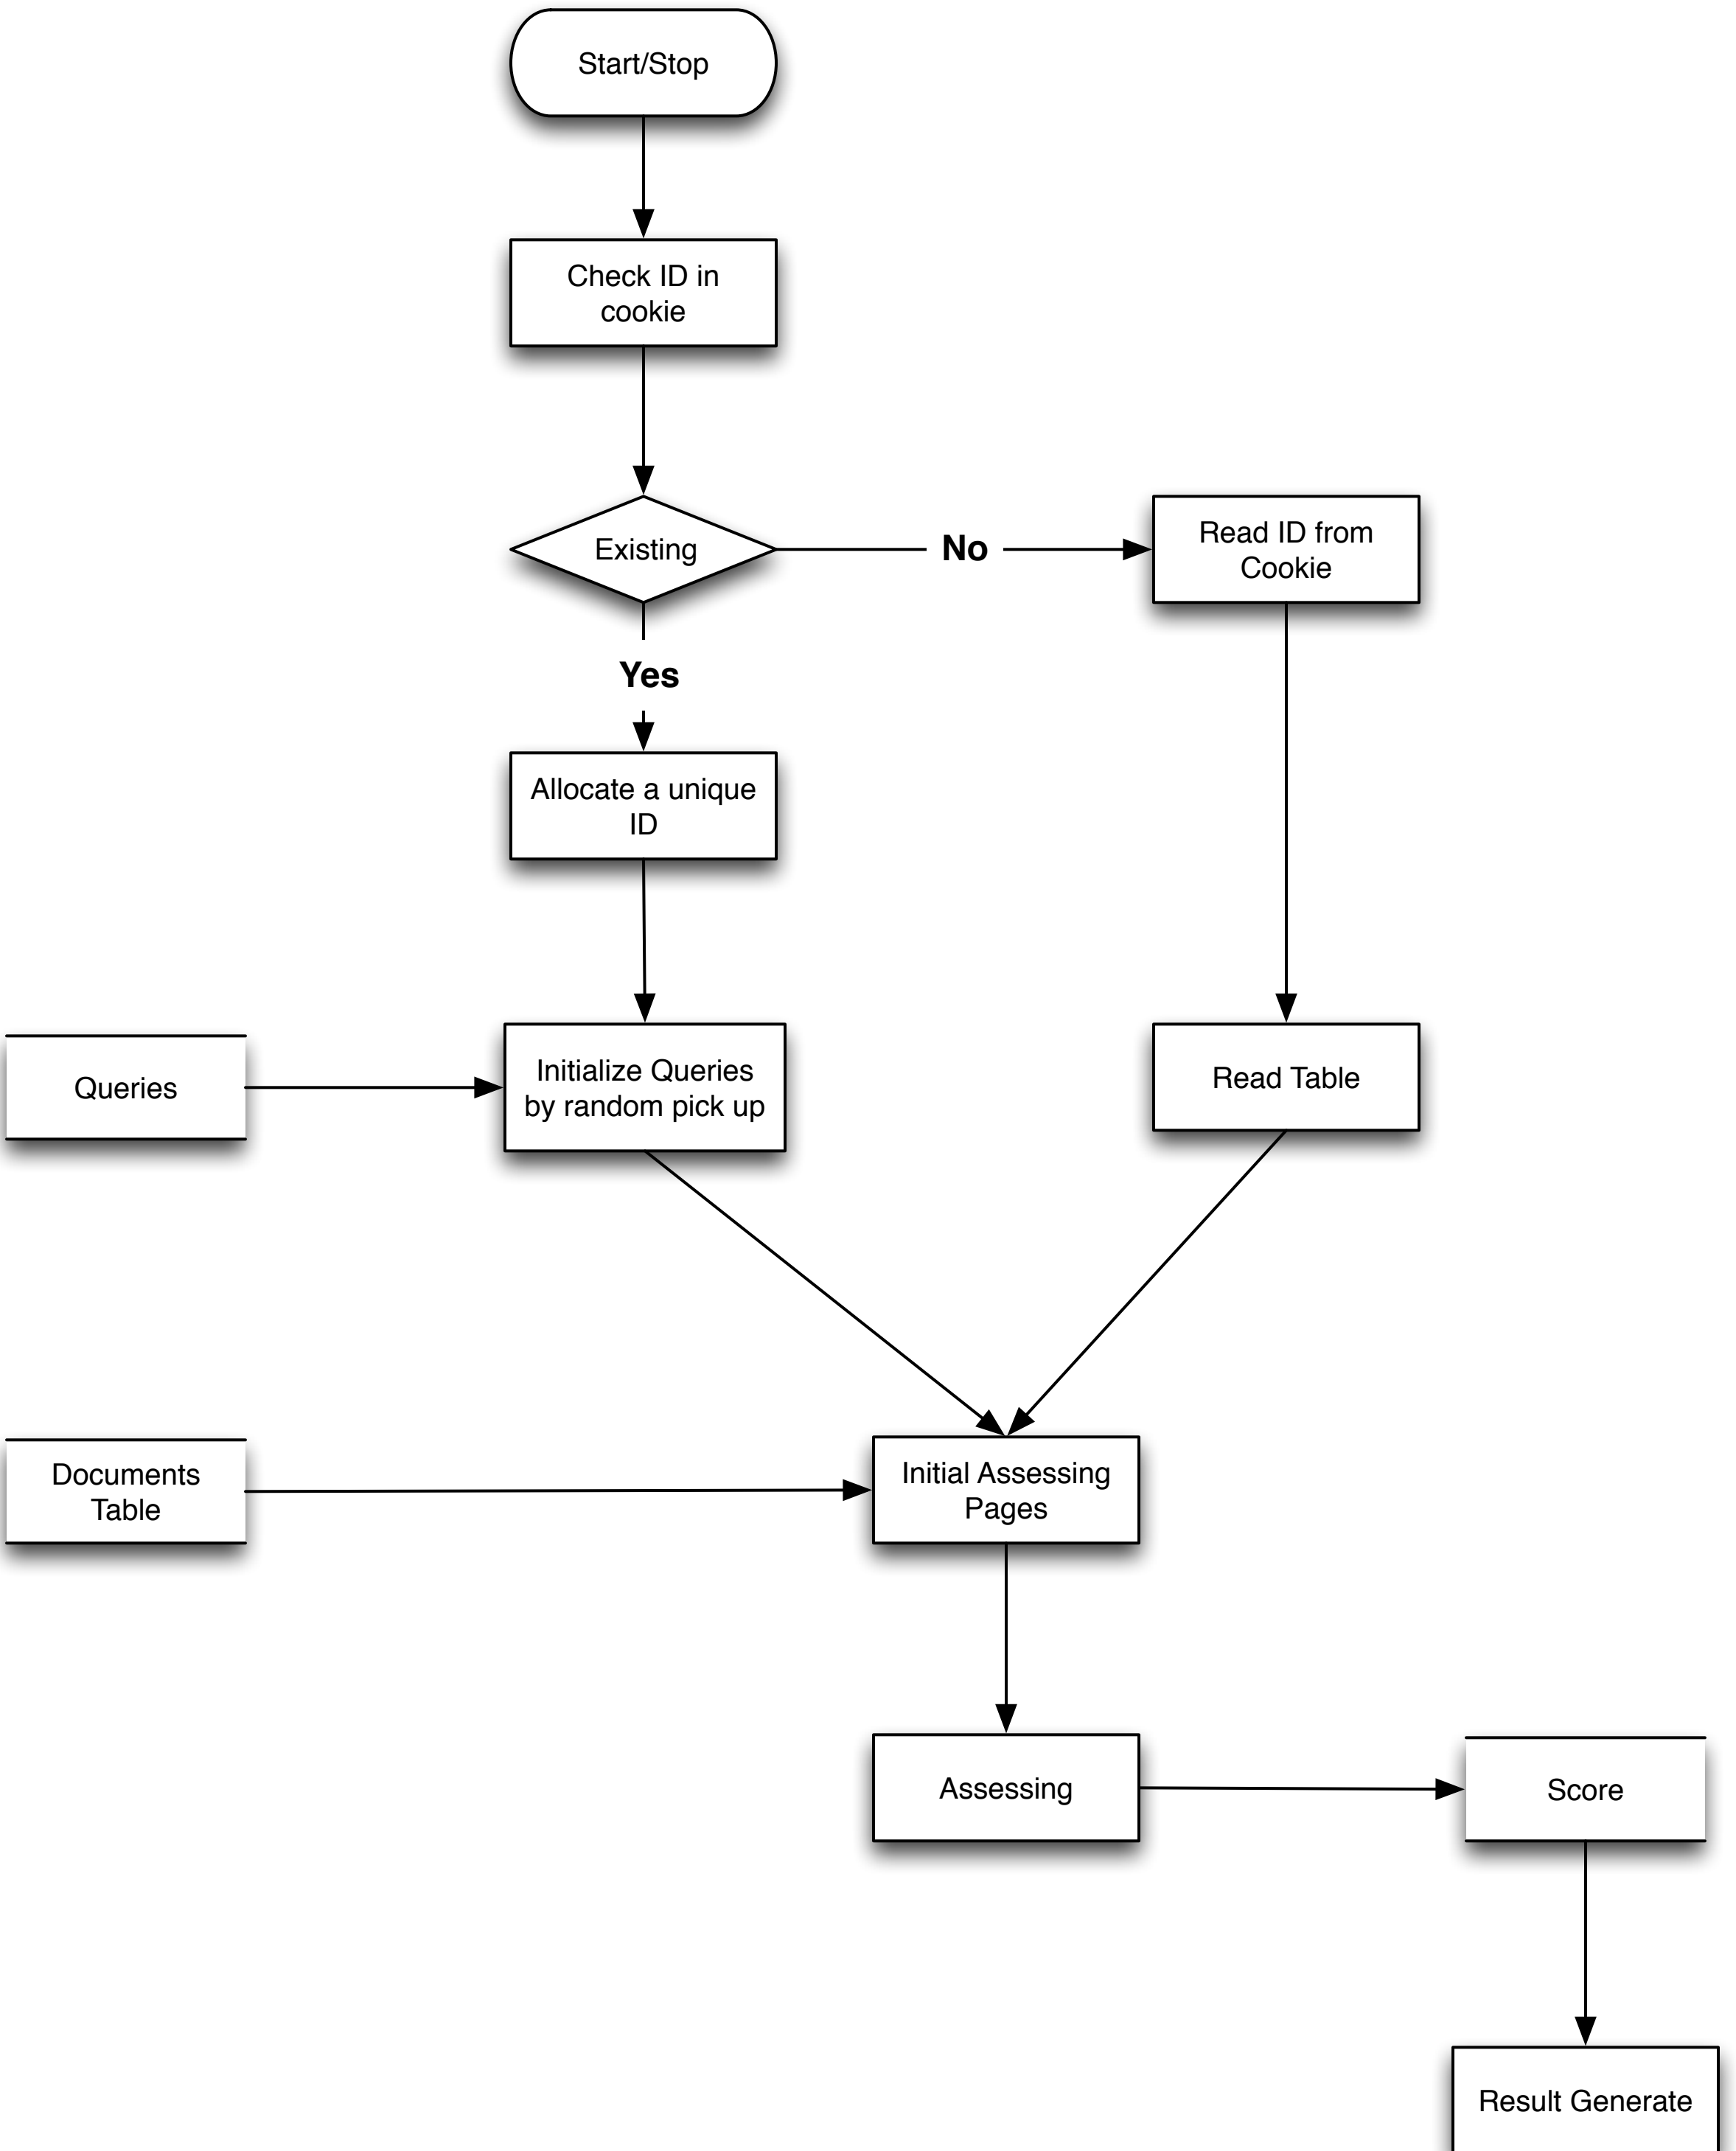 Start/Stop
Check ID in
cookie
Existing
No
Read ID from
Cookie
Yes
Allocate a unique
ID
Queries
Initialize Queries
by random pick up
Read Table
Documents
Table
Initial Assessing
Pages
Assessing
Score
Result Generate